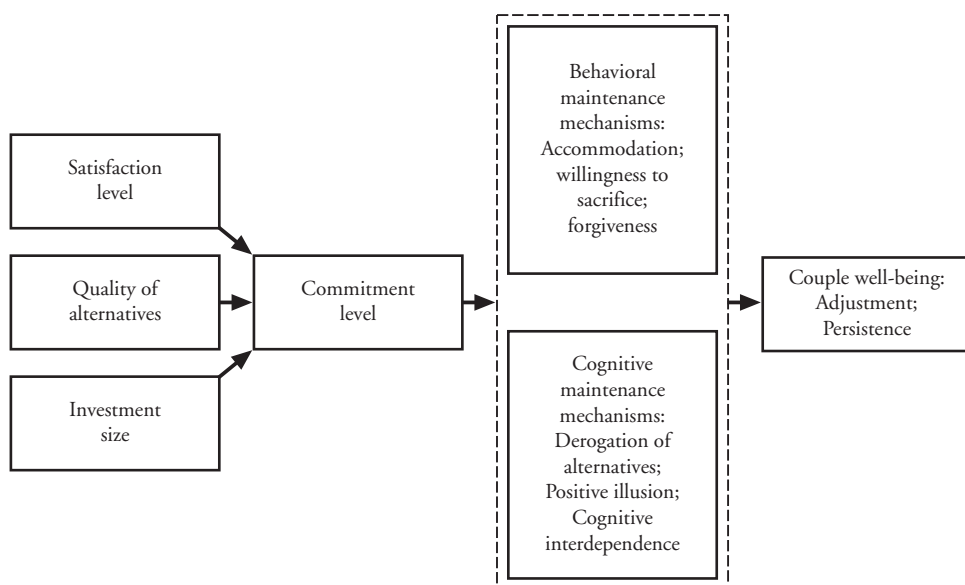 Satisfaction
level
Quality of
alternatives
Investment
size
Commitment
level
Behavioral
maintenance
mechanisms:
Accommodation;
willingness to
sacrifice;
forgiveness
Cognitive
maintenance
mechanisms:
Derogation of
alternatives;
Positive illusion;
Cognitive
interdependence
Couple well-being:
Adjustment;
Persistence